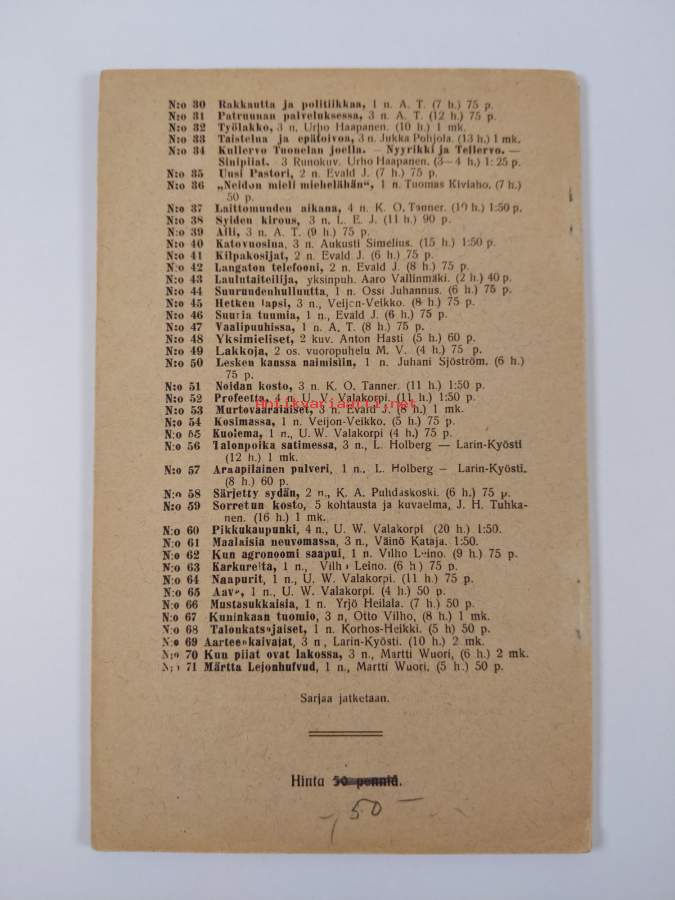 N:o 30 Rakkautta ja politiikkaa, 1 n. A. T. (7 h.) 75 p.
N:o 31 Patruunan palveluksessa, 3 n. A. T. (12 h.) 75 p.
N:o 32 Työlakko, 3 n. Urho Haapanen. (10 h.) 1 mk.
N:o 33 Taistelua ja epätoivoa, 3 n. Jukka Pohjola. (13 h.) 1 mk.
N:o 34 Kullervo Tuonelan joella. — Nyyrikki ja Tellervo. —
Sinipiiat. 3 Runokuv. Urho Haapanen. (3—4 h.) 1: 25 p.
N:o 35 Uusi Pastori, 2 n. Evald J. (7 h.) 75 p.
N:o 36 „Neidon mieli miehelähän“, 1 n. Tuomas Kiviaho. (7 h.)
50 p.
N:o 37 Laittomuuden aikana, 4 n. K. O. Tanner. (10 h.) 1:50 p.
N:o 38 Syiden kirous, 3 n. L. E. J. (11 h.) 90 p.
N:o 39 Alli, 3 n. A. T. (9 h.) 75 p.
N:o 40 Katovuosina, 3 n. Aukusti Simelius. (15 h.) 1:50 p.
N:o 41 Kilpakosijat, 2 n. Evald J. (6 h.) 75 p.
N:o 42 Langaton telefooni, 2 n. Evald J. (8 h.) 75 p.
N:o 43 Laulutaiteilija, yksinpuh. Aaro Vallinmäki. (2 h.) 40 p.
N:o 44 Suuruudenhulluutta, 1 n. Ossi Juhannus. (6 h.) 75 p.
N:o 45 Hetken lapsi, 3 n., Veijon-Veikko. (8 h.) 75 p.
N:o 46 Suuria tuumia, 1 n., Evald J. (6 h.) 75 p.
N:o 47 Vaalipuuhissa, 1 n. A. T. (8 h.) 75 p.
N:o 48 Yksimieliset, 2 kuv. Anton Hasti (5 h.) 60 p.
N:o 49 Lakkoja, 2 os. vuoropuhelu M. V. (4 h.) 75 p.
N:o 50 Lesken kanssa naimisiin, 1 n. Juhani Sjöström. (6 h.)
75 p.
N:o 51 Noidan kosto, 3 n. K. O. Tanner. (11 h.) 1:50 p.
N:o 52 Profeetta, 4 n. U. W. Valakorpi. (11 h.) 1:50 p.
N:o 53 Murtovaaralaiset, 3 n. Evald J. (8 h.) 1 mk.
N:o 54 Kosimassa, 1 n. Veijon-Veikko. (5 h.) 75 p.
N:o 55 Kuolema, 1 n., U. W. Valakorpi (4 h.) 75 p.
N:o 56 Talonpoika satimessa, 3 n., L. Holberg — Larin-Kyösti
(12 h.) 1 mk.
N:o 57 Araapilainen pulveri, 1 n., L. Holberg — Larin-Kyösti.
(8 h.) 60 p.
N:o 58 Särjetty sydän, 2 n., K. A. Puhdaskoski. (6 h.) 75 p.
N:o 59 Sorretun kosto, 5 kohtausta ja kuvaelma, J. H. Tuhka-
nen. (16 h.) 1 mk.
N:o 60 Pikkukaupunki, 4 n., U. W. Valakorpi (20 h.) 1:50.
N:o 61 Maalaisia neuvomassa, 3 n., Väinö Kataja. 1:50.
N:o 62 Kun agronoomi saapui, 1 n. Vilho Leino. (9 h.) 75 p.
N:o 63 Karkureita, 1 n., Vilho Leino. (6 h.) 75 p.
N:o 64 Naapurit, 1 n., U. W. Valakorpi. (11 h.) 75 p.
N:o 65 Aave, 1 n., U. W. Valakorpi. (4 h.) 50 p.
N:o 66 Mustasukkaisia, 1 n. Yrjö Heilala. (7 h.) 50 p.
N:o 67 Kuninkaan tuomio, 3 n, Otto Vilho, (8 h.) 1 mk.
N:o 68 Taloukatsojaiset, 1 n. Korhos-Heikki. (5 h) 50 p.
N:o 69 Aarteenkaivajat, 3 n, Larin-Kyösti. (10 h.) 2 mk.
N:o 70 Kun piiat ovat lakossa, 3 n., Martti Wuori, (6 h.) 2 mk.
N:o 71 Märtta Lejonhufvud, 1 n., Martti Wuori. (5 h.) 50 p.
Sarjaa jatketaan.
Hinta 50 penniä.
—,50 —